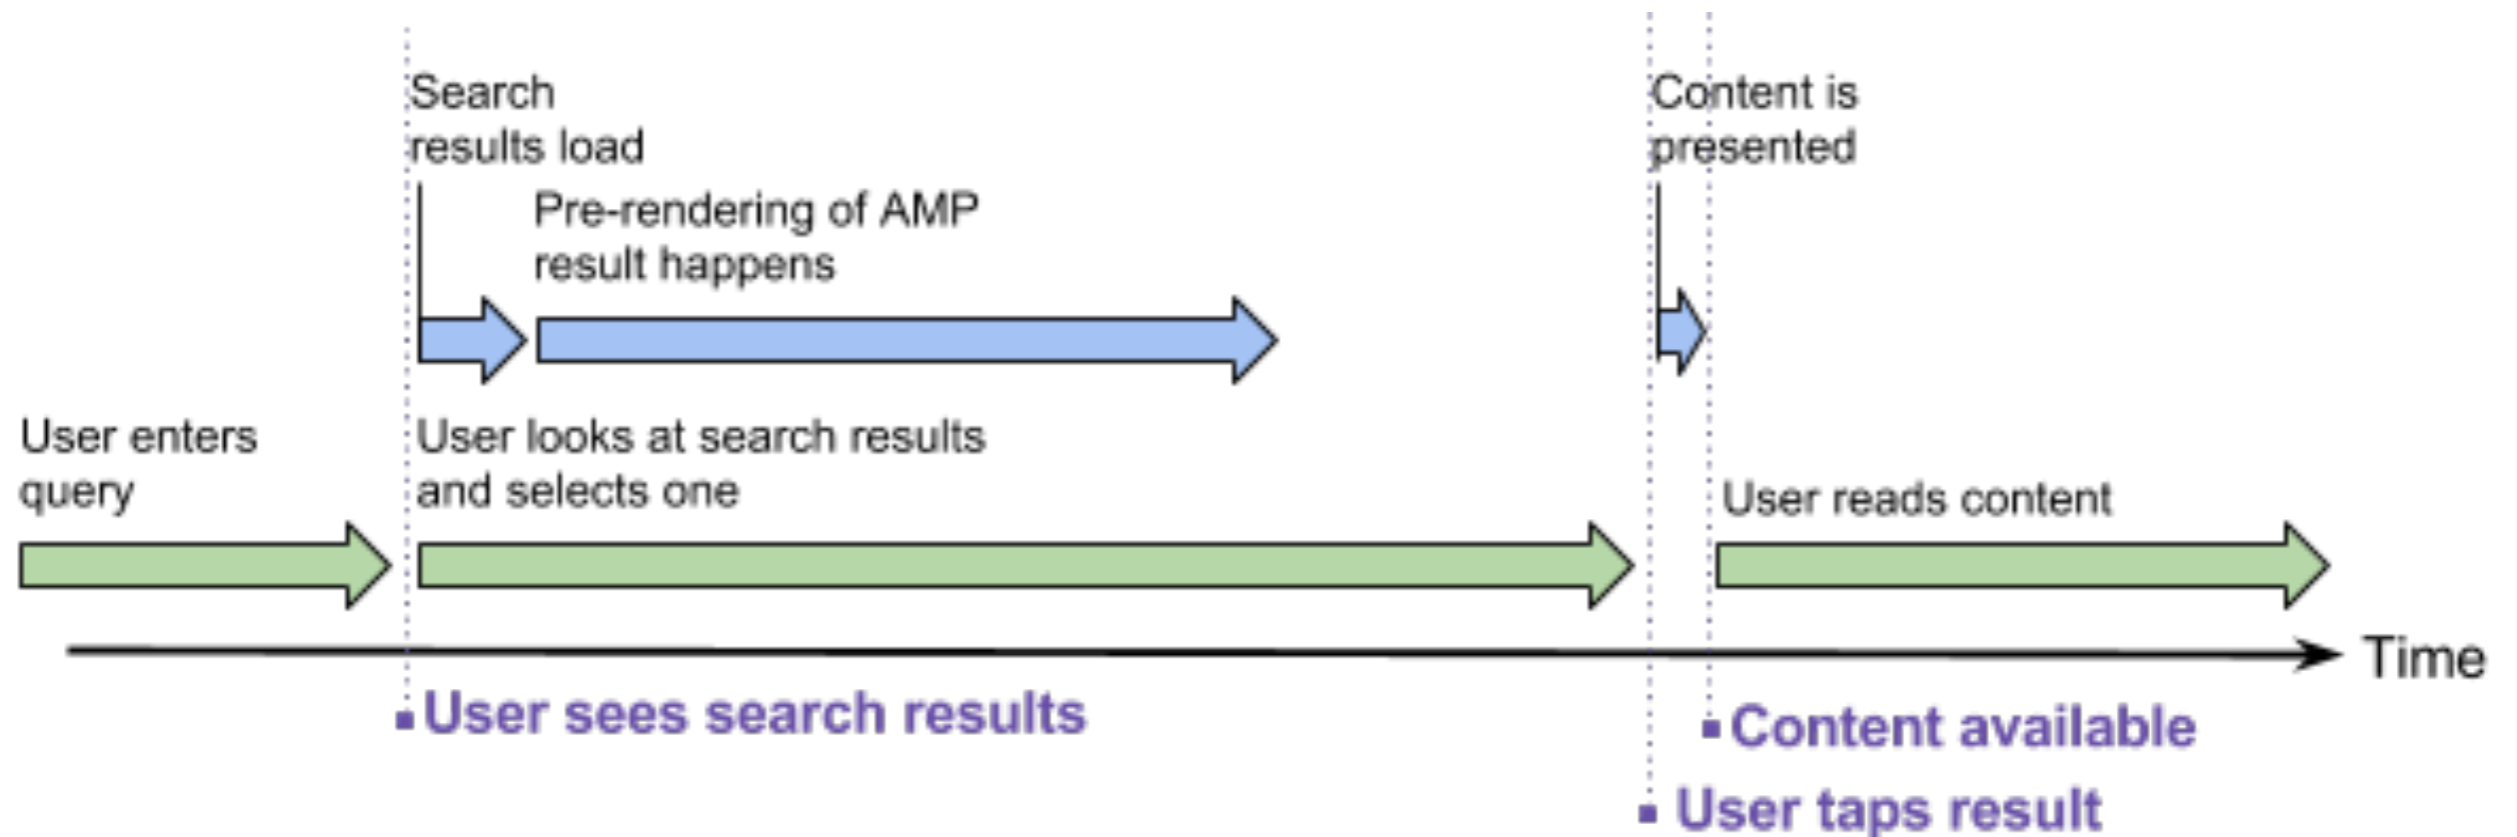 Search
results load
Content is
presented
Pre-rendering of AMP
result happens
User enters
query
User looks at search results
and selects one
User reads content
Time
User sees search results
Content available
User taps result